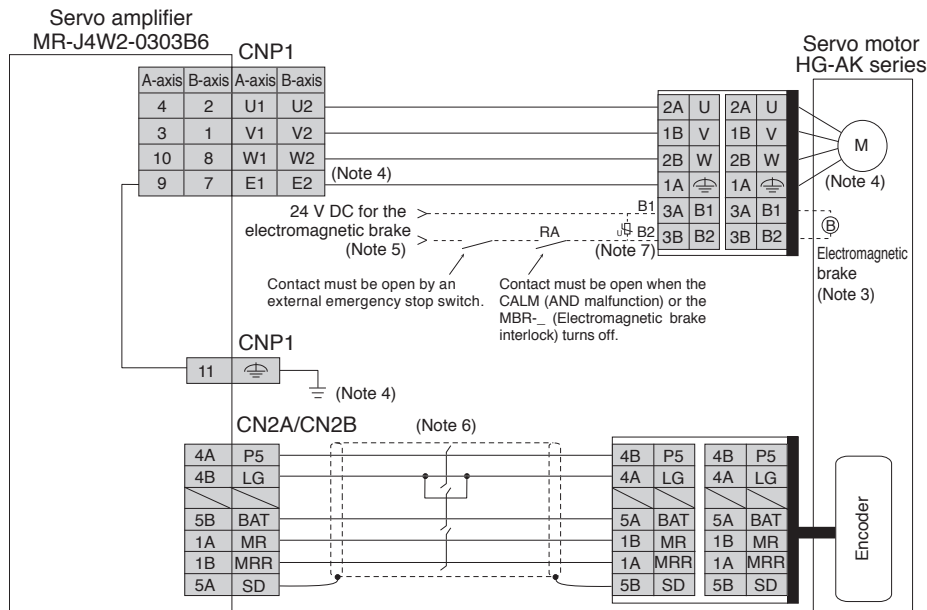 Servo amplifier
MR-J4W2-0303B6
CNP1
Servo motor
HG-AK series
A-axis B-axis A-axis B-axis
4 2 U1 U2
3 1 V1 V2
10 8 W1 W2
9 7 E1 E2
(Note 4)
2A U 2A U
1B V 1B V
2B W 2B W
1A 1A
3A B1 3A B1
3B B2 3B B2
M
(Note 4)
B
Electromagnetic
brake
(Note 3)
24 V DC for the
electromagnetic brake
(Note 5)
B1
RA
U
B2
(Note 7)
Contact must be open by an
external emergency stop switch.
Contact must be open when the
CALM (AND malfunction) or the
MBR-_ (Electromagnetic brake
interlock) turns off.
CNP1
11
(Note 4)
CN2A/CN2B
(Note 6)
4A P5
4B LG
5B BAT
1A MR
1B MRR
5A SD
4B P5 4B P5
4A LG 4A LG
5A BAT 5A BAT
1B MR 1B MR
1A MRR 1A MRR
5B SD 5B SD
Encoder